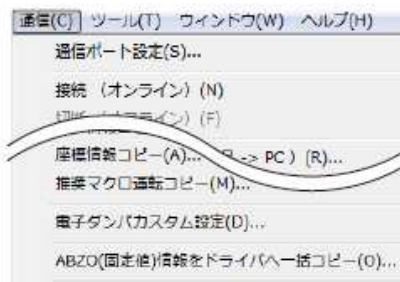 通信(C) ツール(T) ウィンドウ(W) ヘルプ(H)
通信ポート設定(S)...
接続 (オンライン) (N)
(F)
座標情報コピー(A)... -> PC ) (R)...
推奨マクロ運転コピー(M)...
電子ダンパカスタム設定(D)...
ABZO(固定値)情報をドライバへ一括コピー(O)...